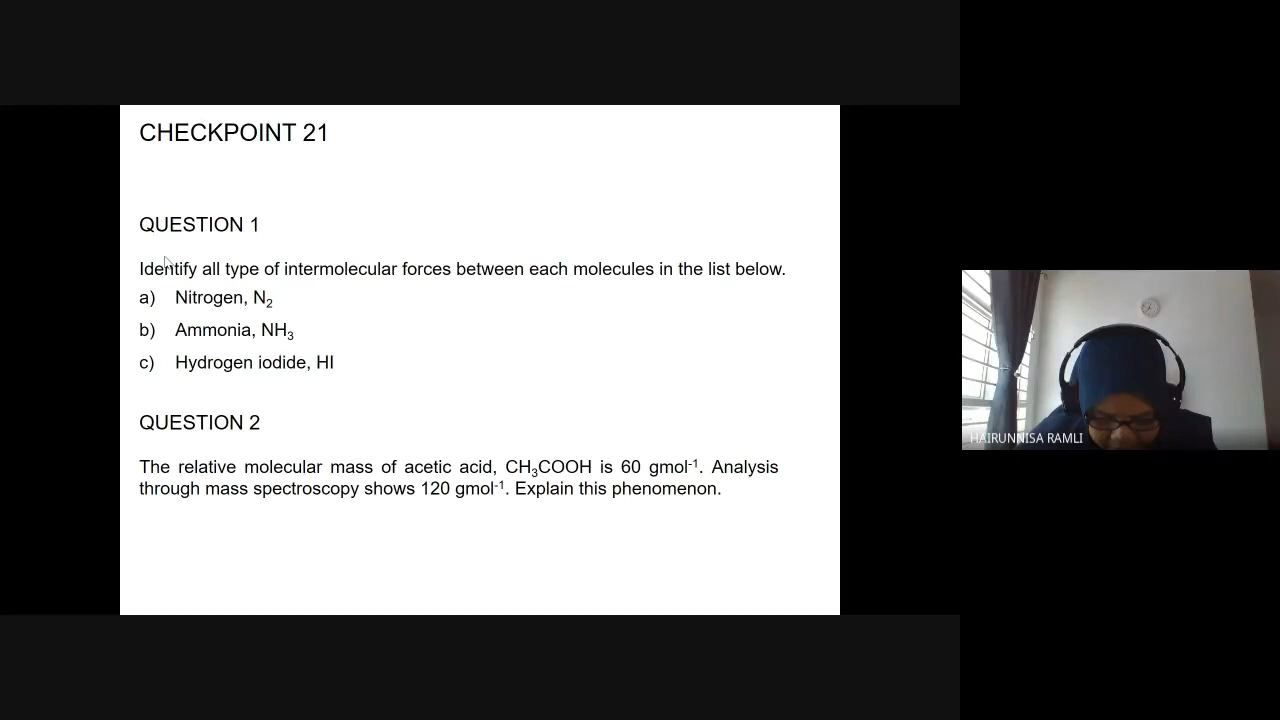 CHECKPOINT 21
QUESTION 1
Identify all type of intermolecular forces between each molecules in the list below.
a) Nitrogen, N₂
b) Ammonia, NH₃
c) Hydrogen iodide, HI
QUESTION 2
The relative molecular mass of acetic acid, CH₃COOH is 60 gmol⁻¹. Analysis
through mass spectroscopy shows 120 gmol⁻¹. Explain this phenomenon.
HAIRUNNISA RAMLI